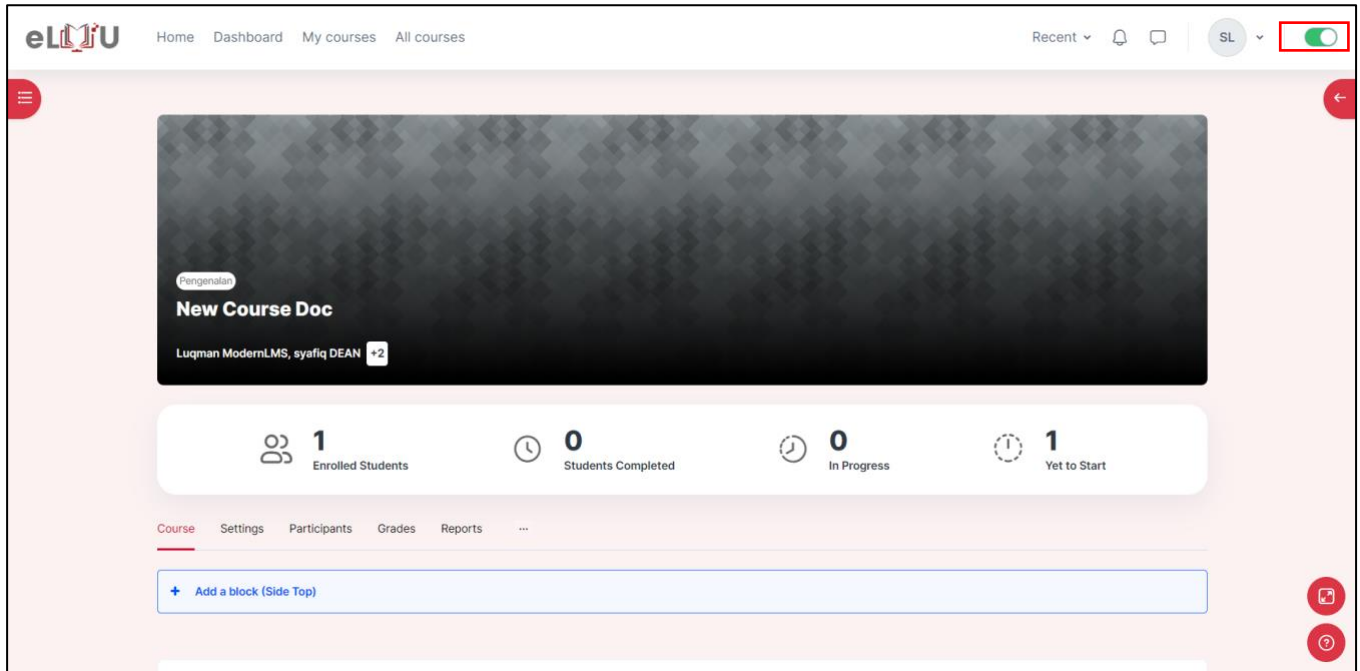 eLMJU
Home Dashboard My courses All courses Recent SL
Pengenalan
New Course Doc
Luqman ModernLMS, syafiq DEAN +2
1
Enrolled Students
0
Students Completed
0
In Progress
1
Yet to Start
Course Settings Participants Grades Reports ...
+ Add a block (Side Top)